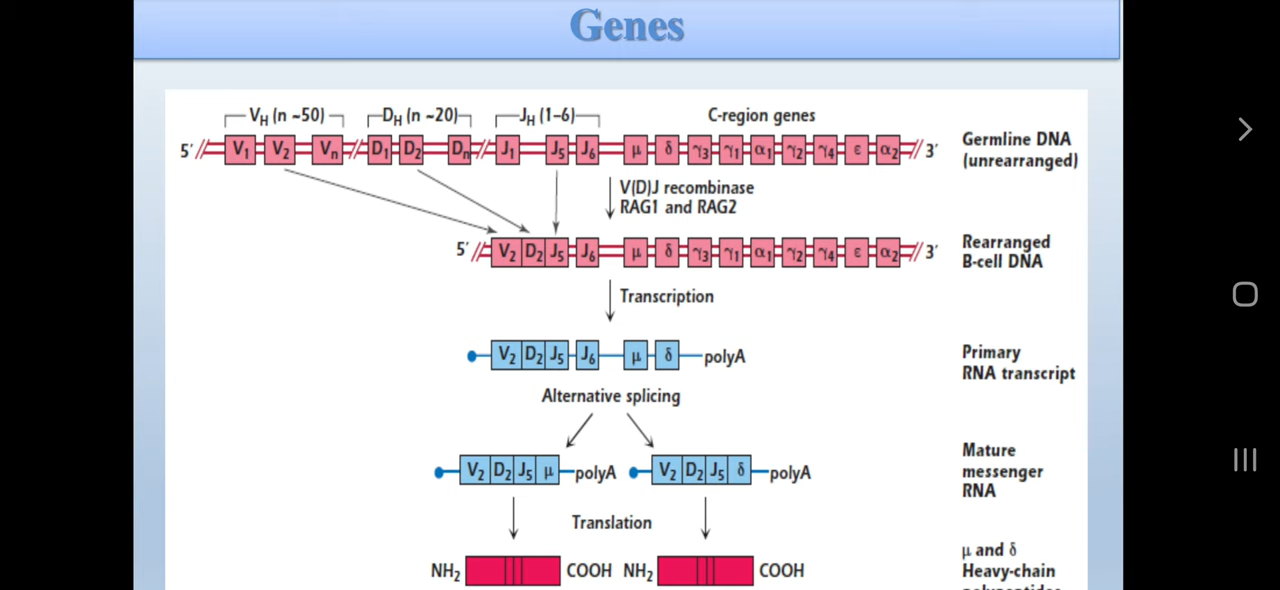 Genes
V_H (n ~50) D_H (n ~20) J_H (1-6) C-region genes
5′ V₁ V₂ Vₙ D₁ D₂ Dₙ J₁ J₅ J₆ μ δ γ₃ γ₁ α₁ γ₂ γ₄ ε α₂ 3′ Germline DNA
(unrearranged)
V(D)J recombinase
RAG1 and RAG2
5′ V₂ D₂ J₅ J₆ μ δ γ₃ γ₁ α₁ γ₂ γ₄ ε α₂ 3′ Rearranged
B-cell DNA
Transcription
V₂ D₂ J₅ J₆ μ δ polyA Primary
RNA transcript
Alternative splicing
V₂ D₂ J₅ μ polyA V₂ D₂ J₅ δ polyA Mature
messenger
RNA
Translation
NH₂ COOH NH₂ COOH μ and δ
Heavy-chain